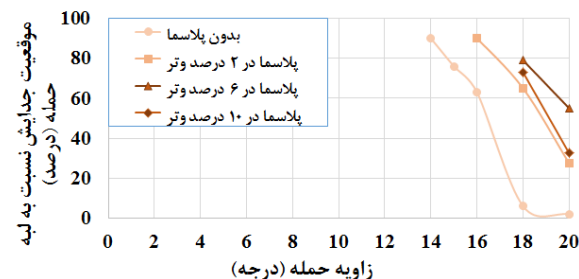 موقعیت جدایش نسبت به لبه
حمله (درصد)
100
80
60
40
20
0
بدون پلاسما
پلاسما در ۲ درصد وتر
پلاسما در ۶ درصد وتر
پلاسما در ۱۰ درصد وتر
0 2 4 6 8 10 12 14 16 18 20
زاویه حمله (درجه)